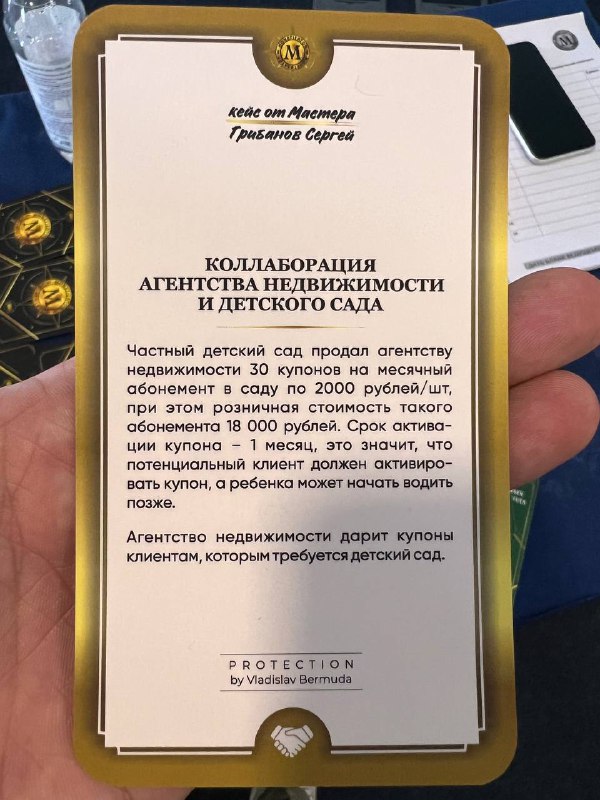 М
М
кейс от Мастера
Грибанов Сергей
КОЛЛАБОРАЦИЯ
АГЕНТСТВА НЕДВИЖИМОСТИ
И ДЕТСКОГО САДА
Частный детский сад продал агентству
недвижимости 30 купонов на месячный
абонемент в саду по 2000 рублей/шт,
при этом розничная стоимость такого
абонемента 18 000 рублей. Срок актива-
ции купона – 1 месяц, это значит, что
потенциальный клиент должен активиро-
вать купон, а ребенка может начать водить
позже.
Агентство недвижимости дарит купоны
клиентам, которым требуется детский сад.
PROTECTION
by Vladislav Bermuda